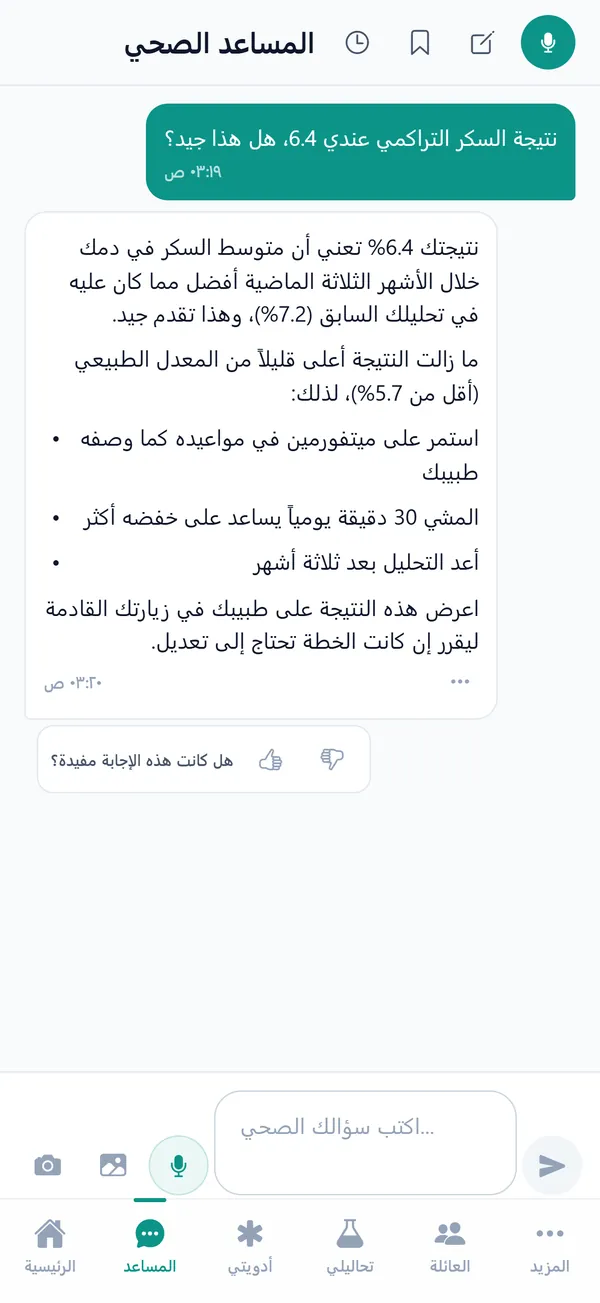 المساعد الصحي
نتيجة السكر التراكمي عندي 6.4، هل هذا جيد؟
٠٣:١٩ ص
نتيجتك 6.4% تعني أن متوسط السكر في دمك
خلال الأشهر الثلاثة الماضية أفضل مما كان عليه
في تحليلك السابق (7.2%)، وهذا تقدم جيد.
ما زالت النتيجة أعلى قليلاً من المعدل الطبيعي
(أقل من 5.7%)، لذلك:
• استمر على ميتفورمين في مواعيده كما وصفه
طبيبك
• المشي 30 دقيقة يومياً يساعد على خفضه أكثر
• أعد التحليل بعد ثلاثة أشهر
اعرض هذه النتيجة على طبيبك في زيارتك القادمة
ليقرر إن كانت الخطة تحتاج إلى تعديل.
٠٣:٢٠ ص
هل كانت هذه الإجابة مفيدة؟
اكتب سؤالك الصحي...
المزيد
العائلة
تحاليلي
أدويتي
المساعد
الرئيسية